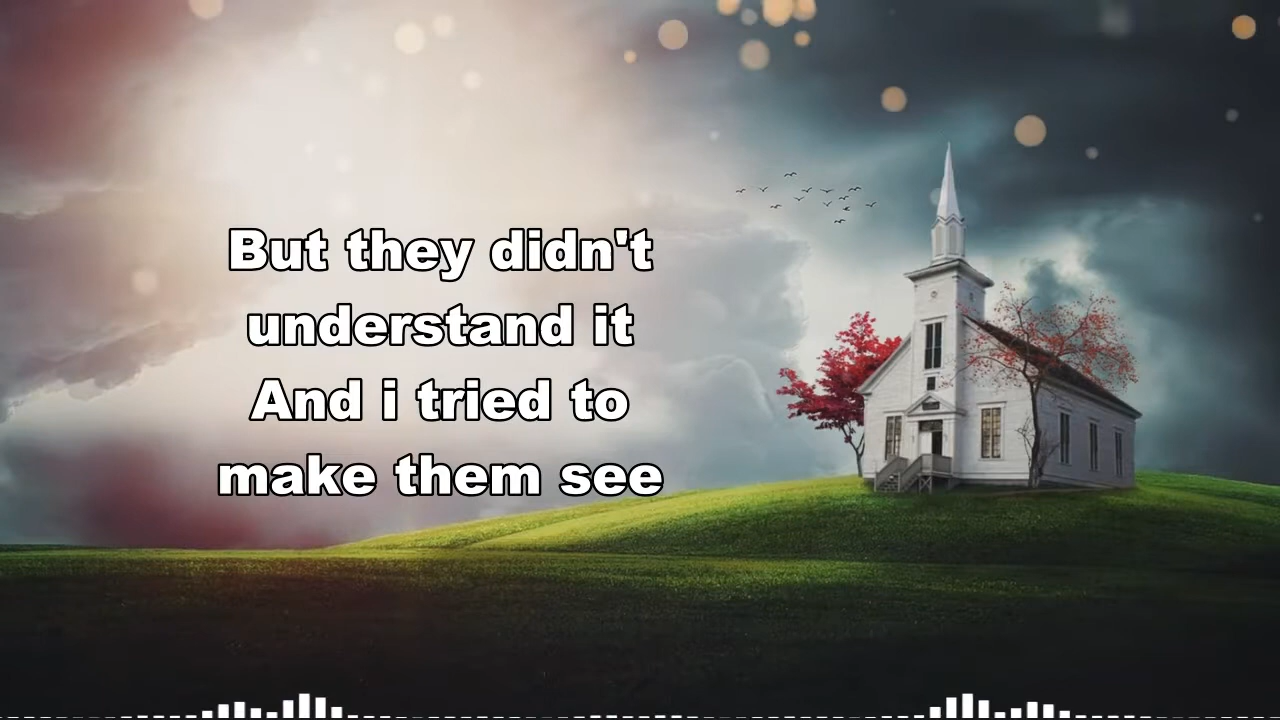 But they didn't
understand it
And i tried to
make them see